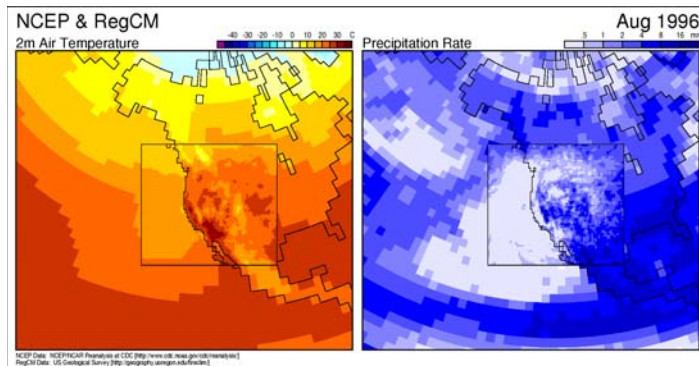 NCEP & RegCM
Aug 1996
2m Air Temperature
-40 -30 -20 -10 0 10 20 30 C
Precipitation Rate
.5 1 2 4 8 16 mm
NCEP Data: NCEP/NCAR Reanalysis at CDC [http://www.cdc.noaa.gov/cdc/reanalysis/]
RegCM Data: US Geological Survey [http://geography.uoregon.edu/fireclim/]